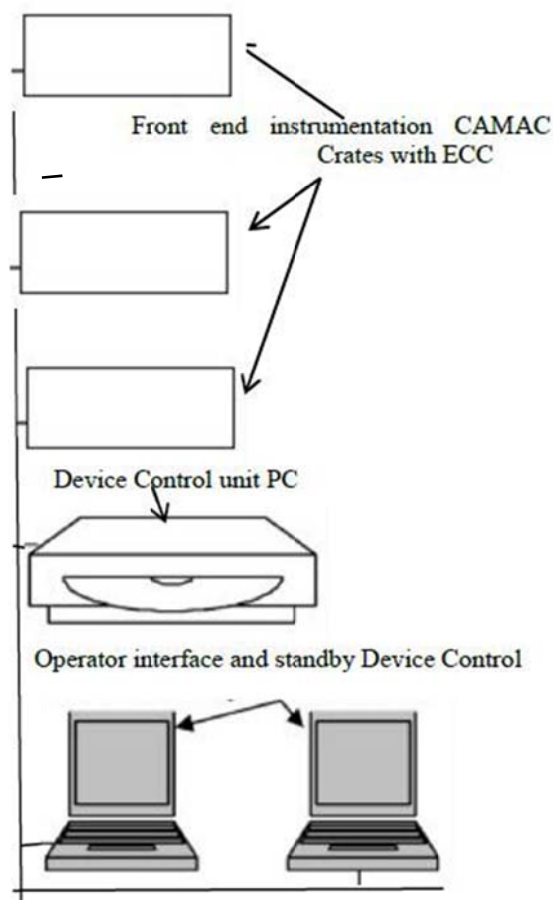 Front end instrumentation CAMAC
Crates with ECC
Device Control unit PC
Operator interface and standby Device Control